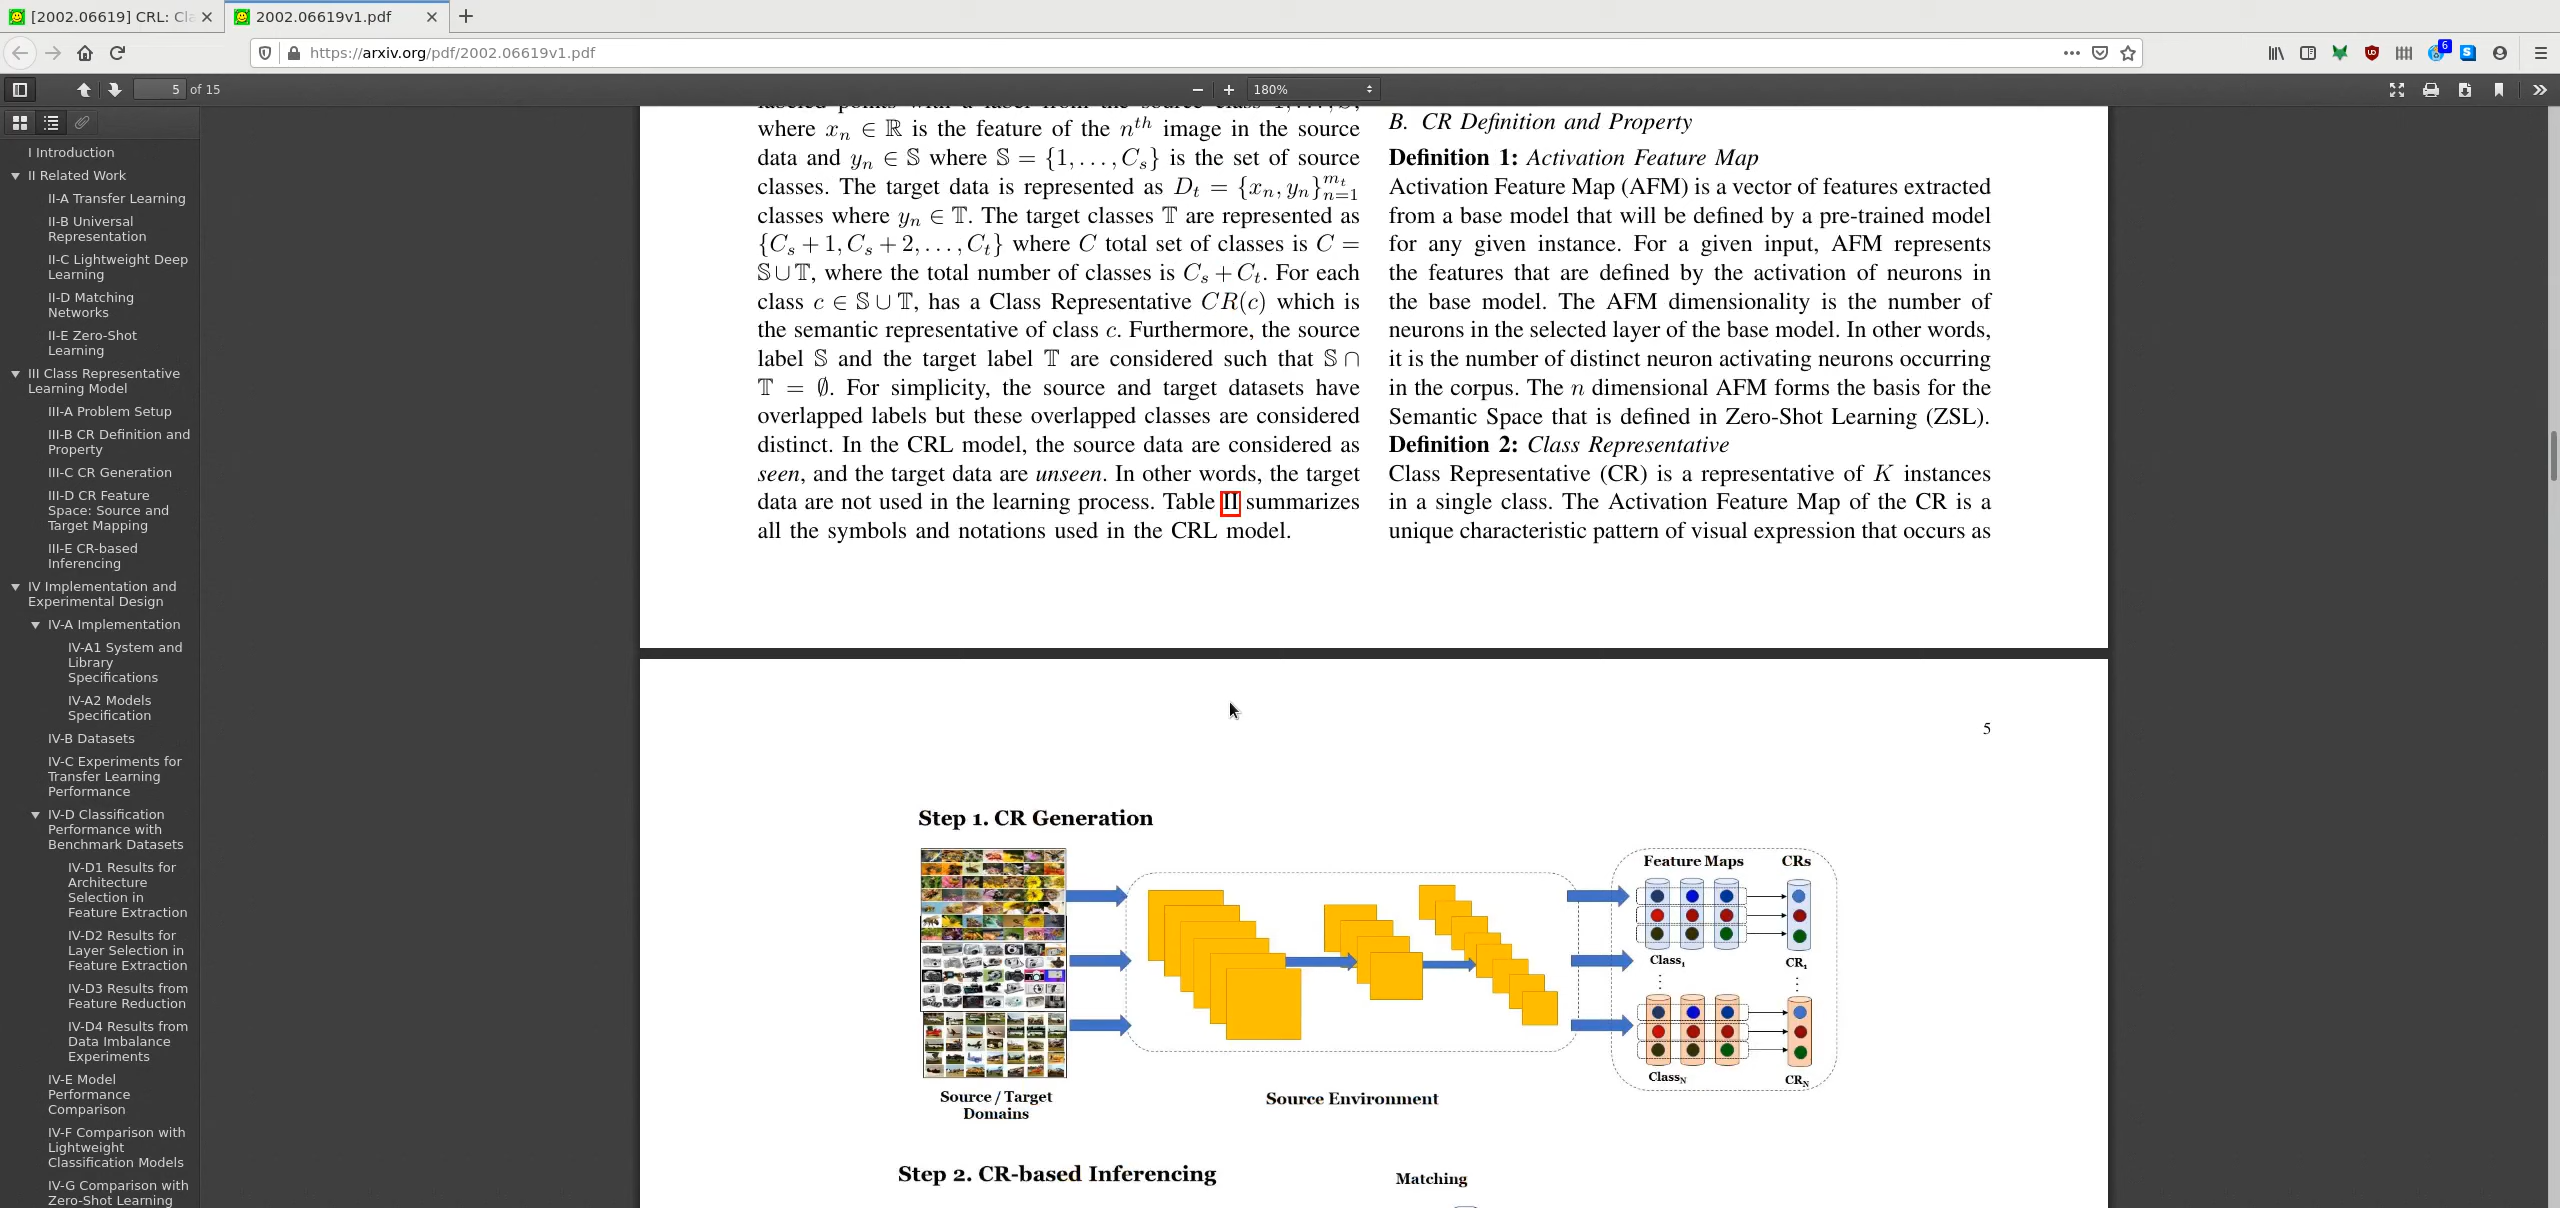 [2002.06619] CRL: Cla
2002.06619v1.pdf
https://arxiv.org/pdf/2002.06619v1.pdf
6
5 of 15
180%
I Introduction
II Related Work
II-A Transfer Learning
II-B Universal
Representation
II-C Lightweight Deep
Learning
II-D Matching
Networks
II-E Zero-Shot
Learning
III Class Representative
Learning Model
III-A Problem Setup
III-B CR Definition and
Property
III-C CR Generation
III-D CR Feature
Space: Source and
Target Mapping
III-E CR-based
Inferencing
IV Implementation and
Experimental Design
IV-A Implementation
IV-A1 System and
Library
Specifications
IV-A2 Models
Specification
IV-B Datasets
IV-C Experiments for
Transfer Learning
Performance
IV-D Classification
Performance with
Benchmark Datasets
IV-D1 Results for
Architecture
Selection in
Feature Extraction
IV-D2 Results for
Layer Selection in
Feature Extraction
IV-D3 Results from
Feature Reduction
IV-D4 Results from
Data Imbalance
Experiments
IV-E Model
Performance
Comparison
IV-F Comparison with
Lightweight
Classification Models
IV-G Comparison with
Zero-Shot Learning
labeled points with a label from the source class 1, . . . , S,
where xₙ ∈ ℝ is the feature of the nᵗʰ image in the source
data and yₙ ∈ 𝕊 where 𝕊 = {1, . . . , Cₛ} is the set of source
classes. The target data is represented as Dₜ = {xₙ, yₙ}ₙ₌₁^{mₜ}
classes where yₙ ∈ 𝕋. The target classes 𝕋 are represented as
{Cₛ + 1, Cₛ + 2, . . . , Cₜ} where C total set of classes is C =
𝕊 ∪ 𝕋, where the total number of classes is Cₛ + Cₜ. For each
class c ∈ 𝕊 ∪ 𝕋, has a Class Representative CR(c) which is
the semantic representative of class c. Furthermore, the source
label 𝕊 and the target label 𝕋 are considered such that 𝕊 ∩
𝕋 = ∅. For simplicity, the source and target datasets have
overlapped labels but these overlapped classes are considered
distinct. In the CRL model, the source data are considered as
seen, and the target data are unseen. In other words, the target
data are not used in the learning process. Table II summarizes
all the symbols and notations used in the CRL model.
B. CR Definition and Property
Definition 1: Activation Feature Map
Activation Feature Map (AFM) is a vector of features extracted
from a base model that will be defined by a pre-trained model
for any given instance. For a given input, AFM represents
the features that are defined by the activation of neurons in
the base model. The AFM dimensionality is the number of
neurons in the selected layer of the base model. In other words,
it is the number of distinct neuron activating neurons occurring
in the corpus. The n dimensional AFM forms the basis for the
Semantic Space that is defined in Zero-Shot Learning (ZSL).
Definition 2: Class Representative
Class Representative (CR) is a representative of K instances
in a single class. The Activation Feature Map of the CR is a
unique characteristic pattern of visual expression that occurs as
5
Step 1. CR Generation
Feature Maps CRs
Class₁ CR₁
Class_N CR_N
Source / Target
Domains
Source Environment
Step 2. CR-based Inferencing
Matching